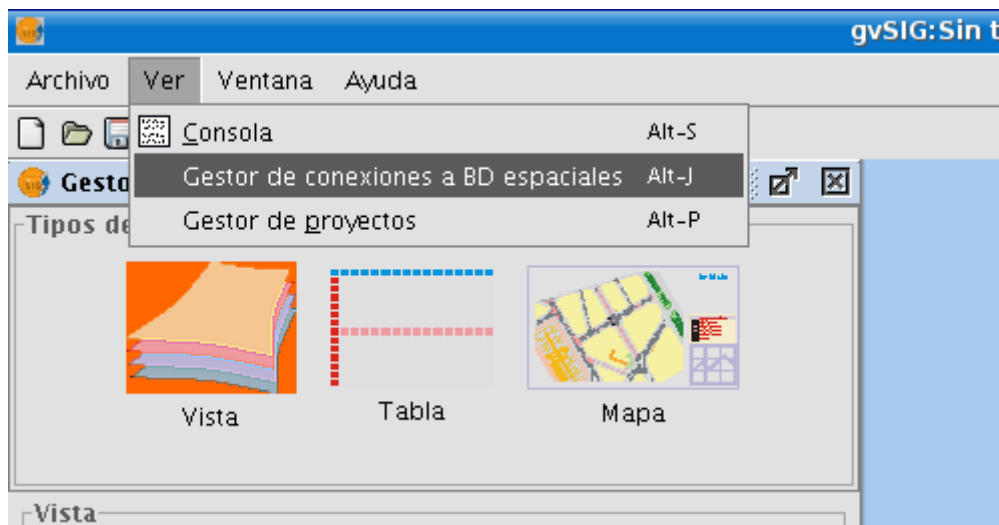 gvSIG:Sin t
Archivo Ver Ventana Ayuda
Consola Alt-S
Gestor de conexiones a BD espaciales Alt-J
Gestor de proyectos Alt-P
Gesto
Tipos de
Vista Tabla Mapa
Vista